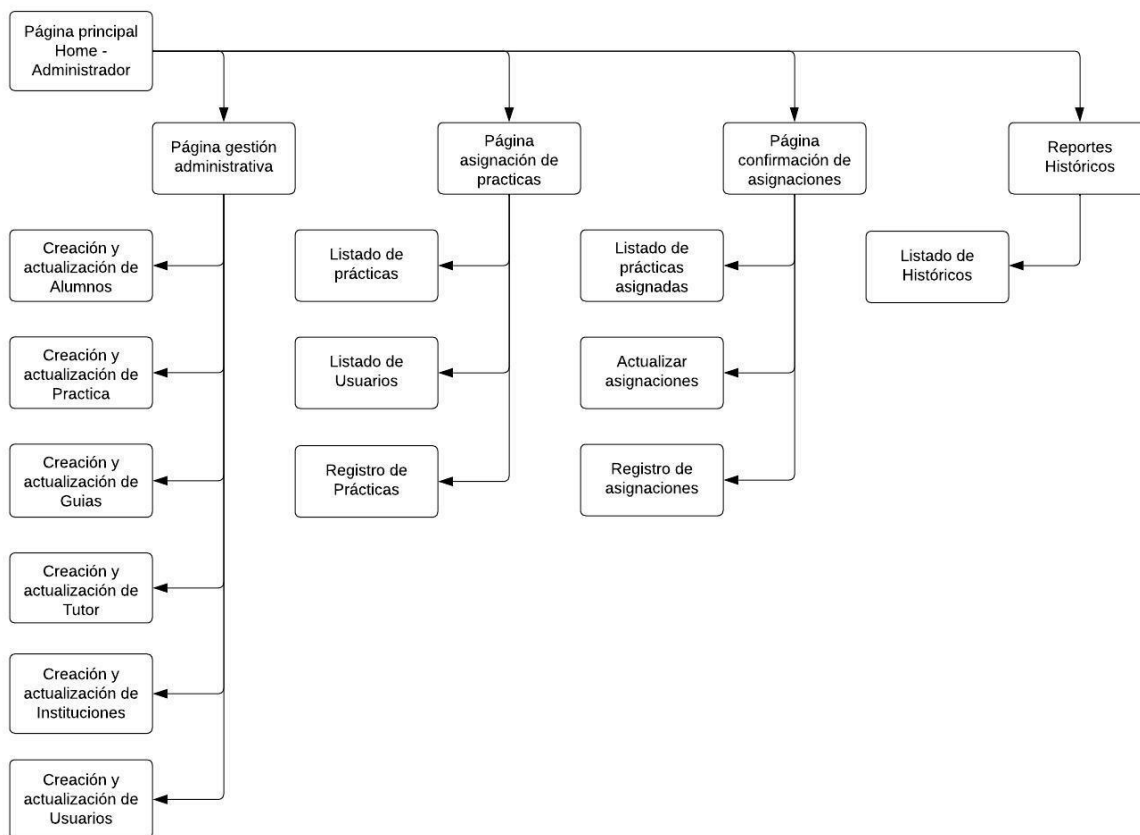 Página principal
Home -
Administrador
Página gestión
administrativa
Página
asignación de
practicas
Página
confirmación de
asignaciones
Reportes
Históricos
Creación y
actualización de
Alumnos
Listado de
prácticas
Listado de
prácticas
asignadas
Listado de
Históricos
Creación y
actualización de
Practica
Listado de
Usuarios
Actualizar
asignaciones
Creación y
actualización de
Guias
Registro de
Prácticas
Registro de
asignaciones
Creación y
actualización de
Tutor
Creación y
actualización de
Instituciones
Creación y
actualización de
Usuarios